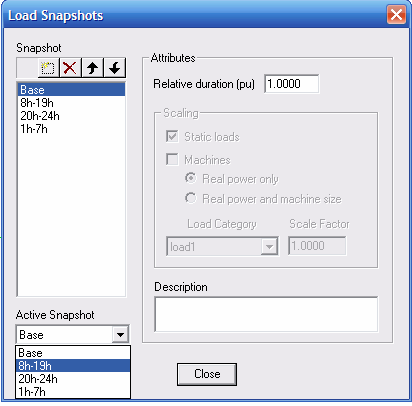 Load Snapshots
Snapshot
Base
8h-19h
20h-24h
1h-7h
Active Snapshot
Base
Base
8h-19h
20h-24h
1h-7h
Attributes
Relative duration (pu) 1.0000
Scaling
Static loads
Machines
Real power only
Real power and machine size
Load Category Scale Factor
load1 1.0000
Description
Close